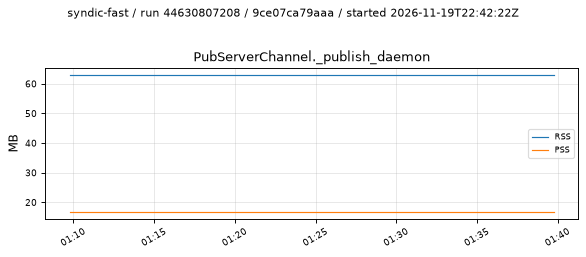 syndic-fast / run 44630807208 / 9ce07ca79aaa / started 2026-11-19T22:42:22Z
PubServerChannel._publish_daemon
MB
60
50
40
30
20
RSS
PSS
01:10
01:15
01:20
01:25
01:30
01:35
01:40